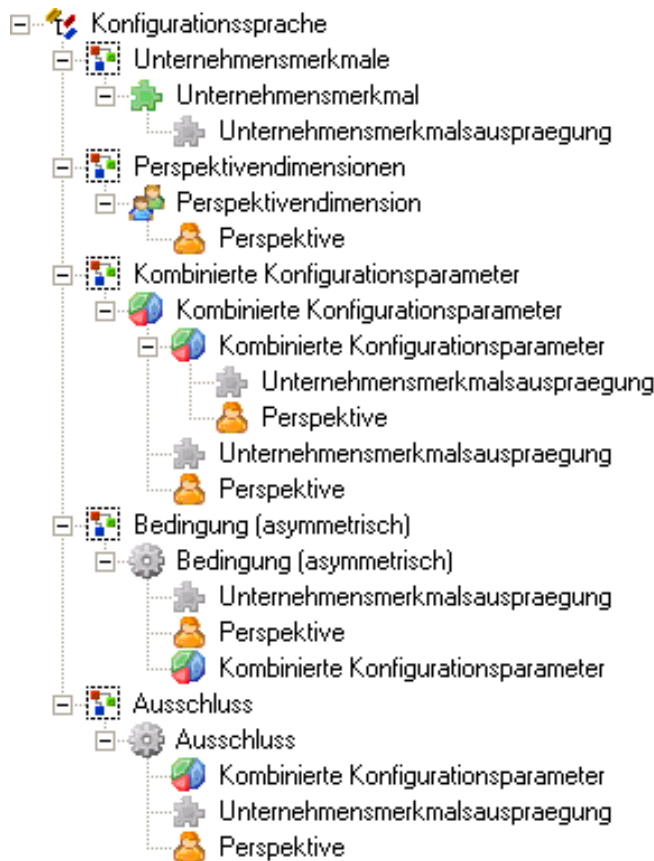 Konfigurationssprache
Unternehmensmerkmale
Unternehmensmerkmal
Unternehmensmerkmalsauspraegung
Perspektivendimensionen
Perspektivendimension
Perspektive
Kombinierte Konfigurationsparameter
Kombinierte Konfigurationsparameter
Kombinierte Konfigurationsparameter
Unternehmensmerkmalsauspraegung
Perspektive
Unternehmensmerkmalsauspraegung
Perspektive
Bedingung (asymmetrisch)
Bedingung (asymmetrisch)
Unternehmensmerkmalsauspraegung
Perspektive
Kombinierte Konfigurationsparameter
Ausschluss
Ausschluss
Kombinierte Konfigurationsparameter
Unternehmensmerkmalsauspraegung
Perspektive